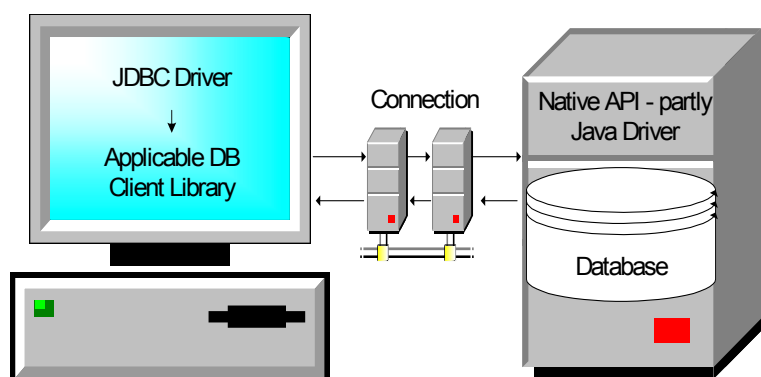 JDBC Driver
Applicable DB
Client Library
Connection
Native API - partly
Java Driver
Database